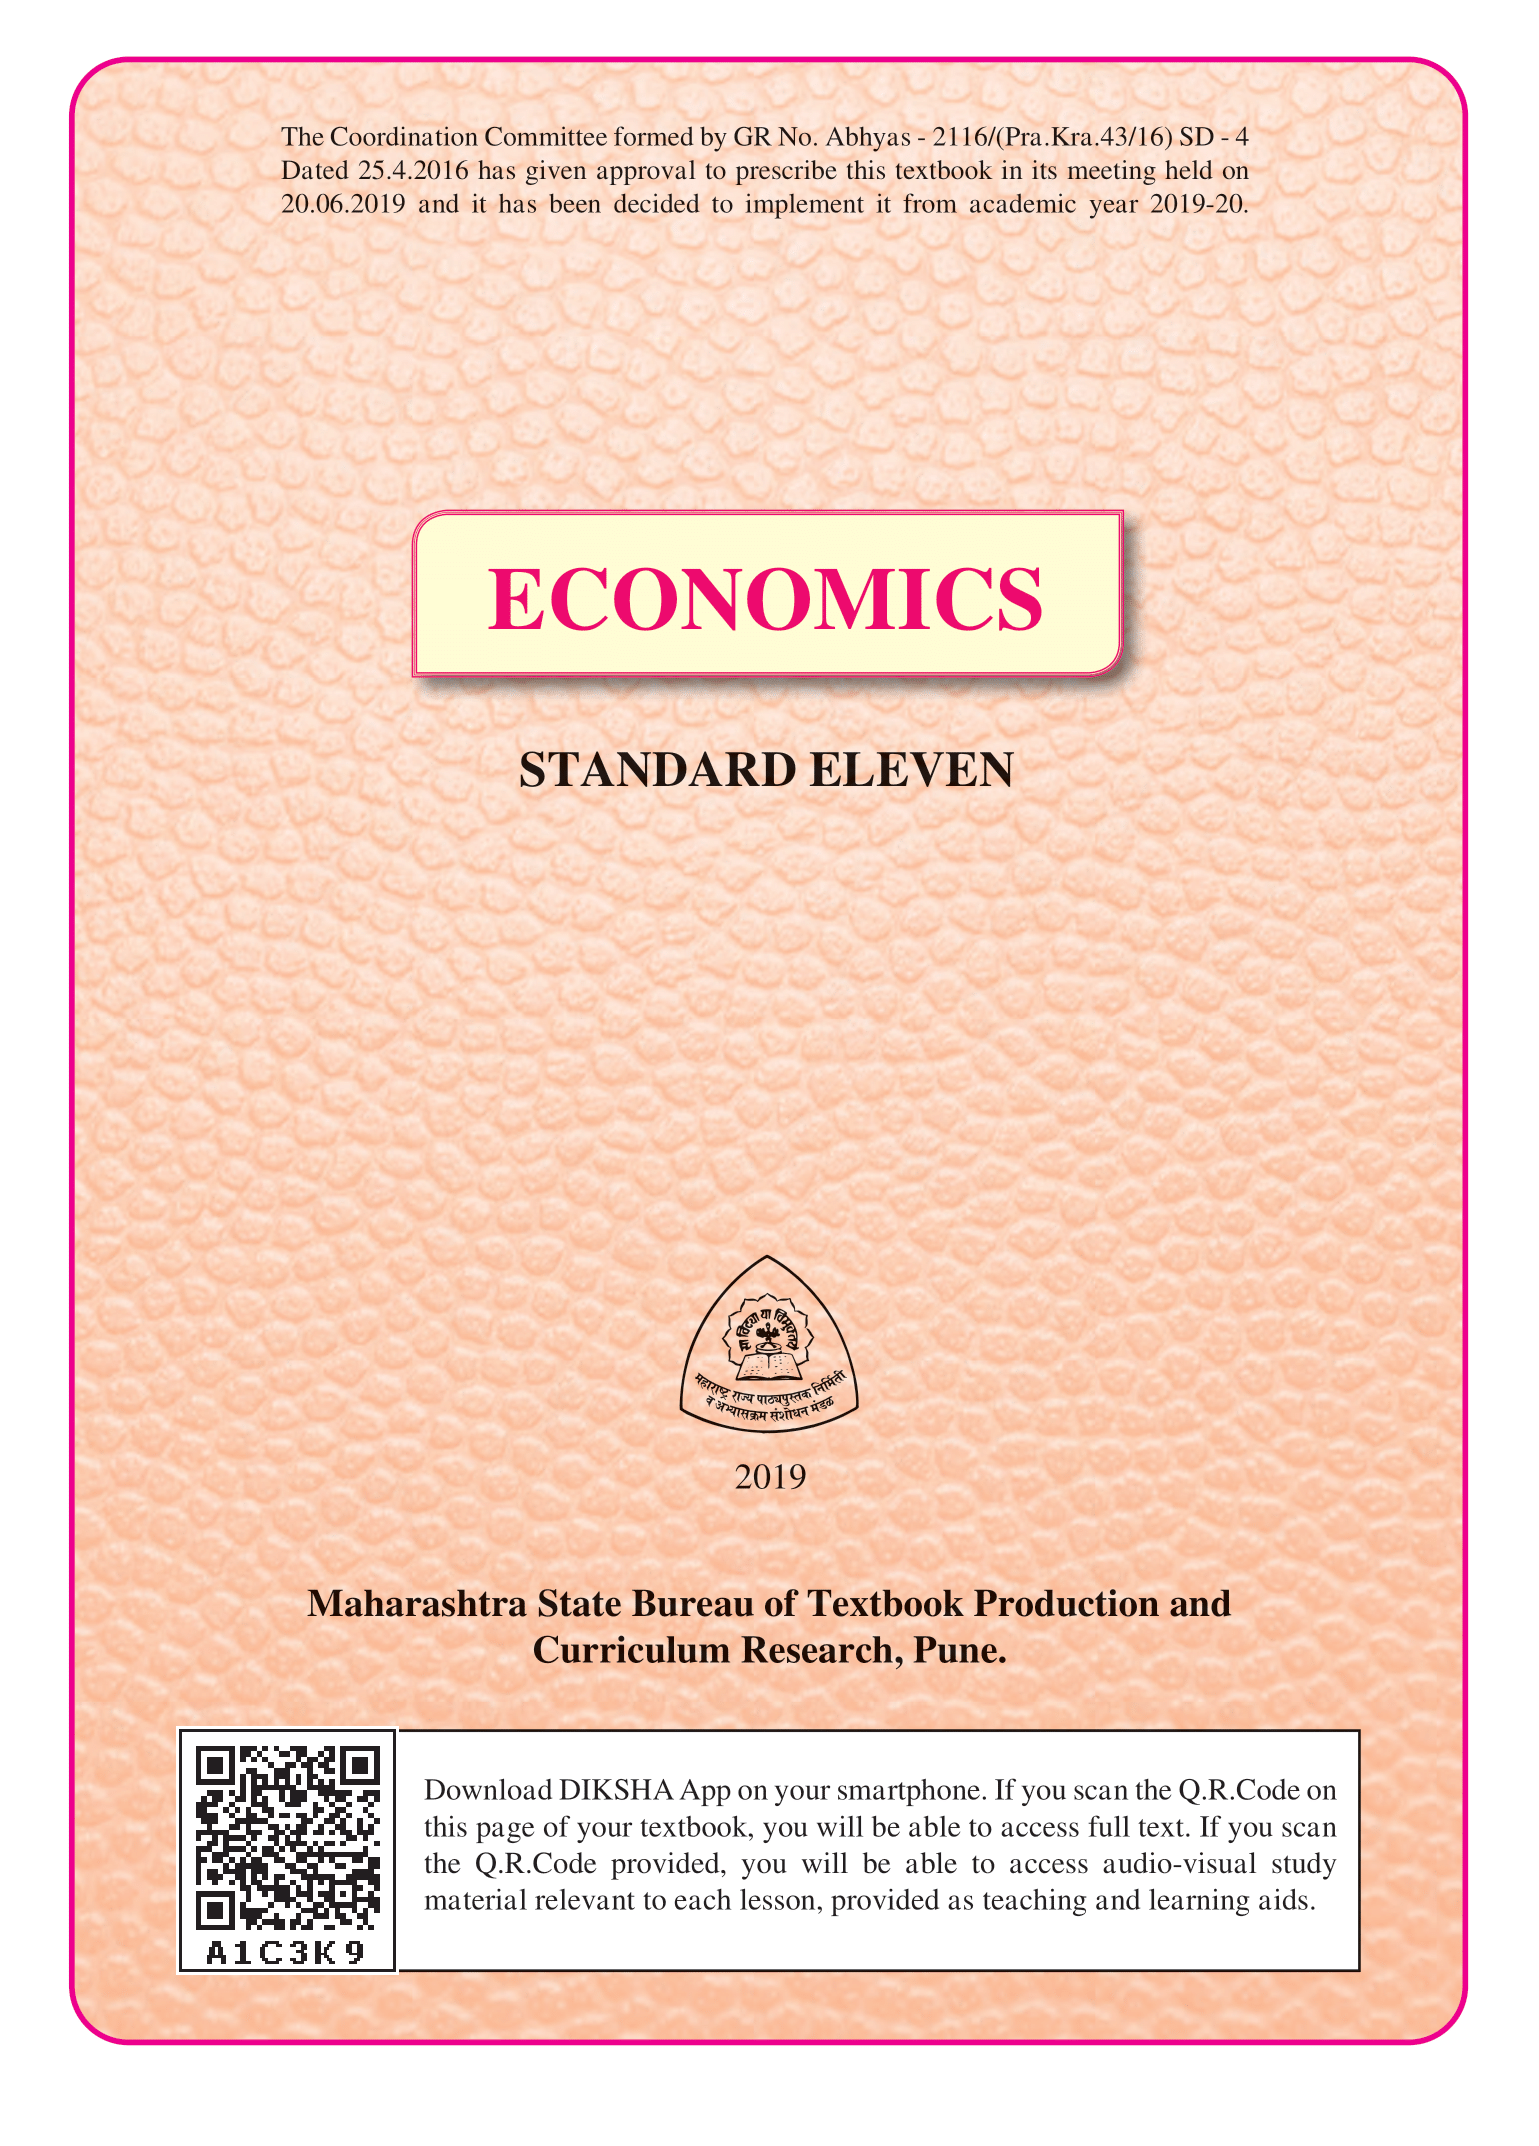 The Coordination Committee formed by GR No. Abhyas - 2116/(Pra.Kra.43/16) SD - 4
Dated 25.4.2016 has given approval to prescribe this textbook in its meeting held on
20.06.2019 and it has been decided to implement it from academic year 2019-20.
ECONOMICS
STANDARD ELEVEN
या विद्या या विमुक्तये
महाराष्ट्र राज्य पाठ्यपुस्तक निर्मिती
व अभ्यासक्रम संशोधन मंडळ
2019
Maharashtra State Bureau of Textbook Production and
Curriculum Research, Pune.
Download DIKSHA App on your smartphone. If you scan the Q.R.Code on
this page of your textbook, you will be able to access full text. If you scan
the Q.R.Code provided, you will be able to access audio-visual study
material relevant to each lesson, provided as teaching and learning aids.
A1C3K9